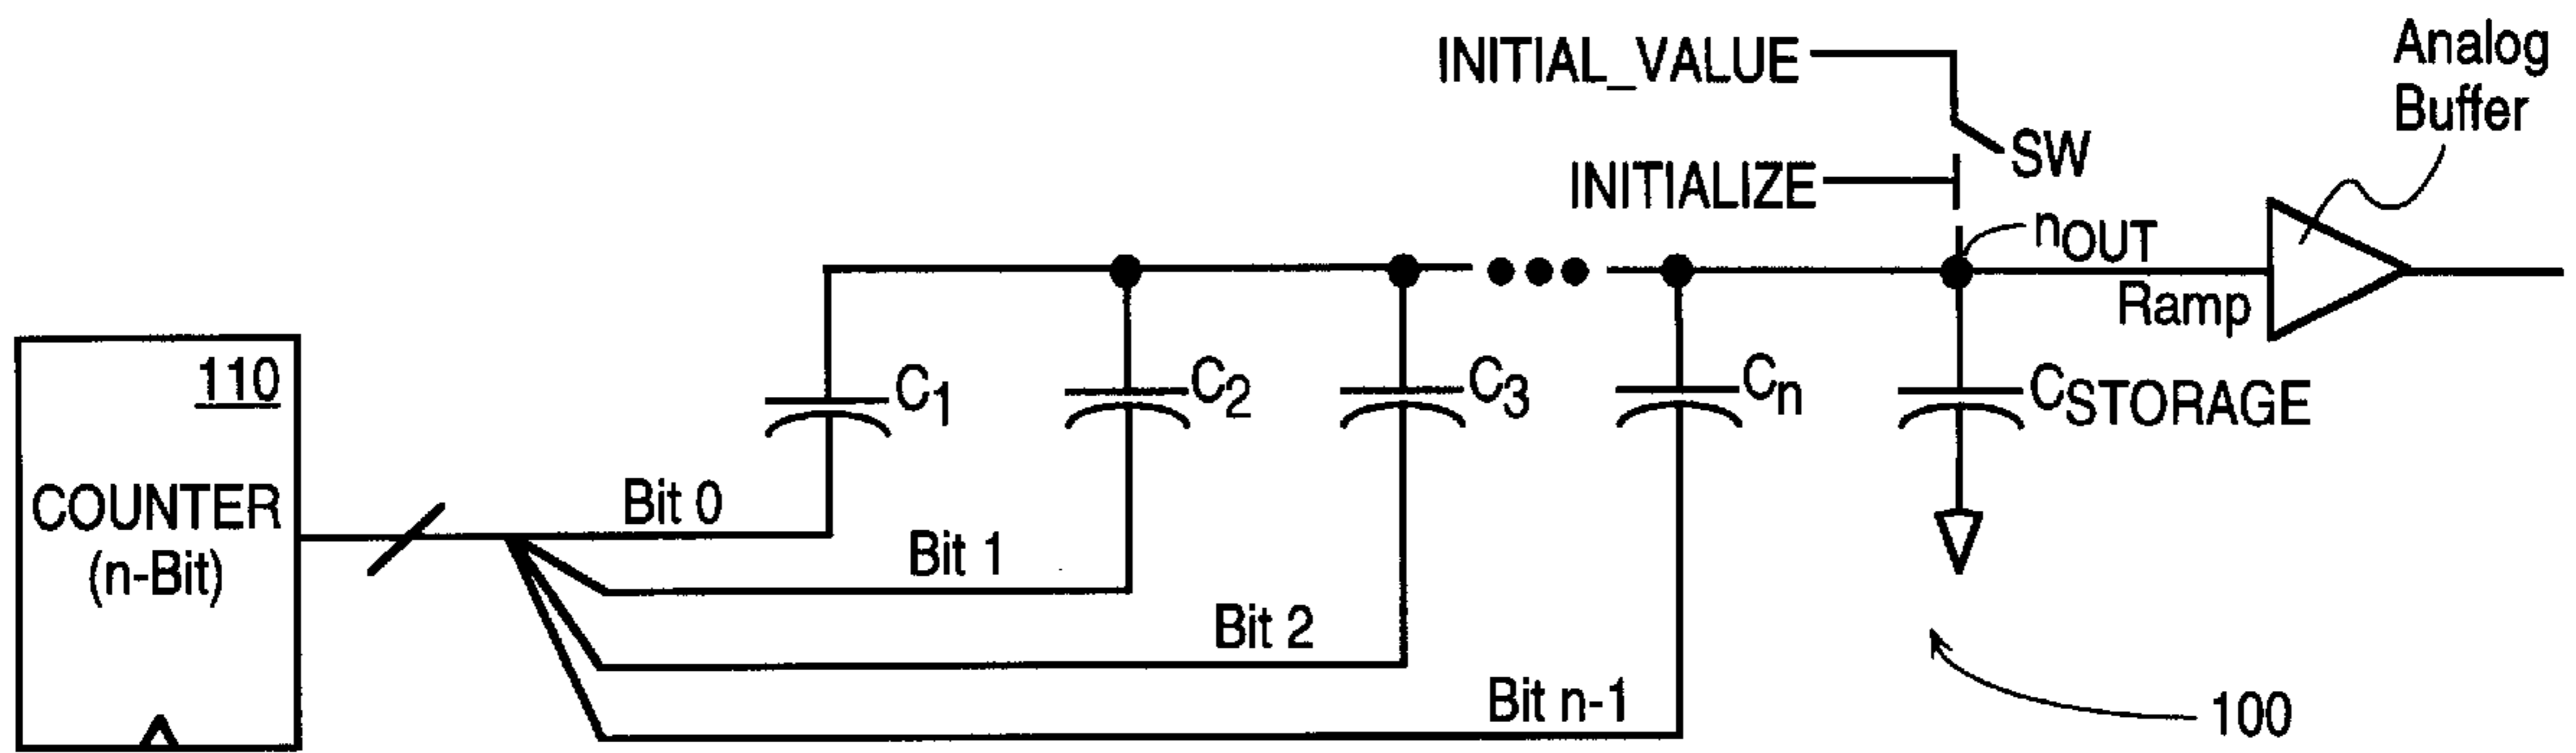 Analog
Buffer
INITIAL_VALUE
SW
INITIALIZE
nOUT
Ramp
110
C1
C2
C3
Cn
CSTORAGE
COUNTER
(n-Bit)
Bit 0
Bit 1
Bit 2
Bit n-1
100